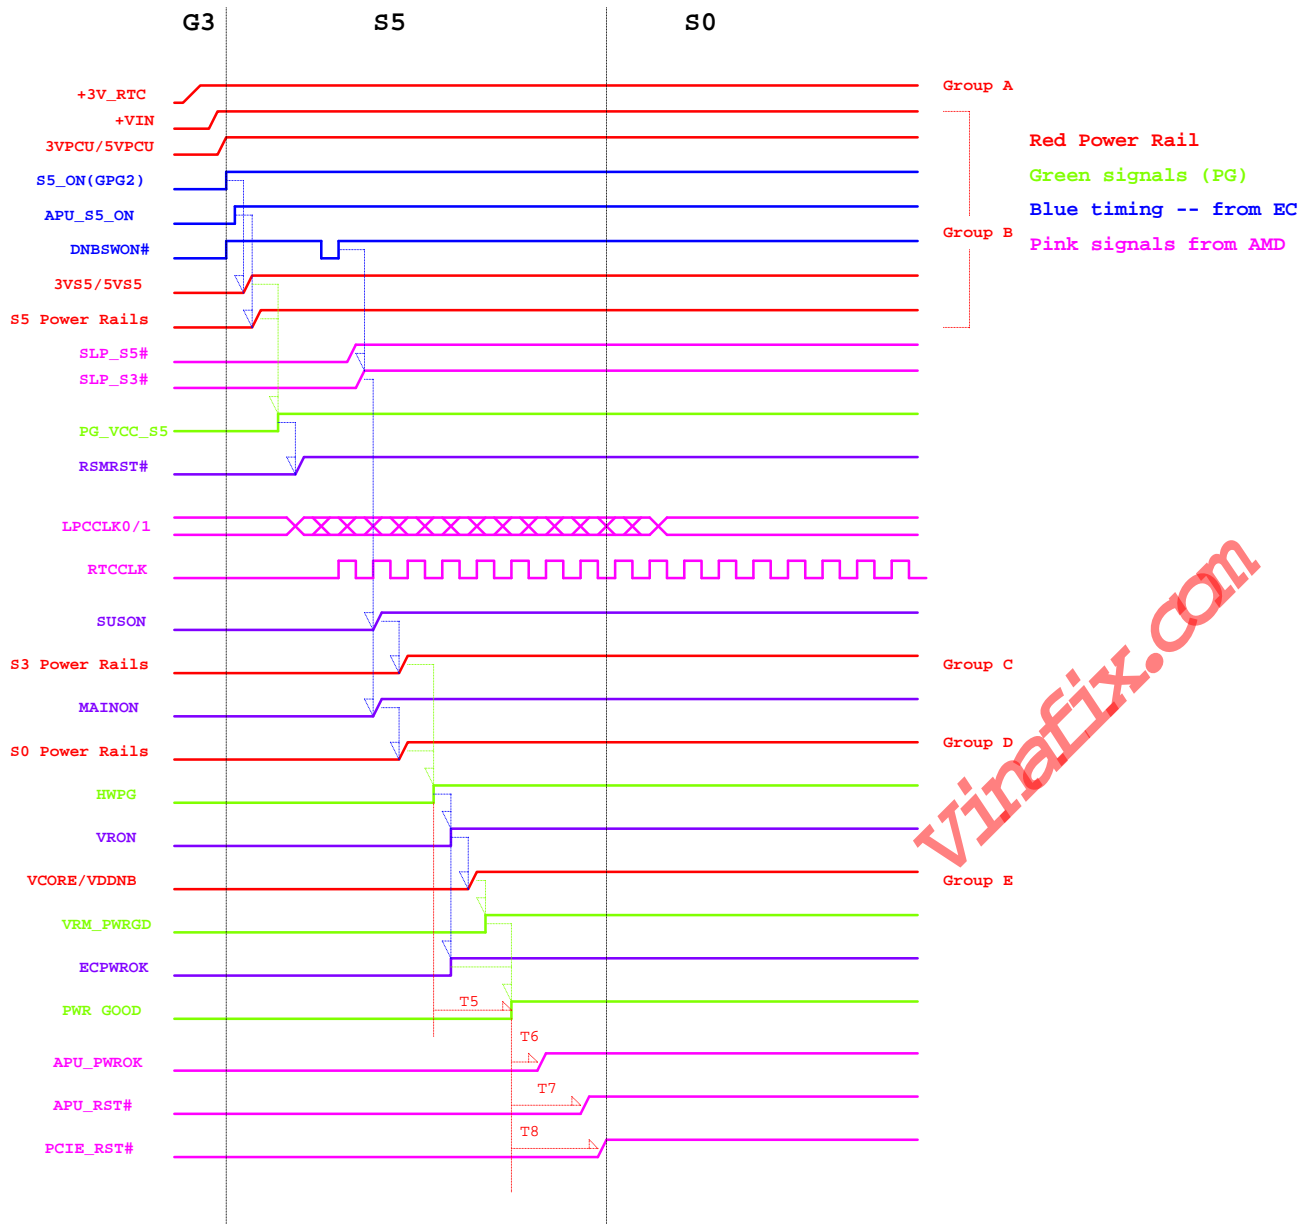 G3 S5 S0
+3V_RTC Group A
+VIN
3VPCU/5VPCU Red Power Rail
S5_ON(GPG2) Green signals (PG)
APU_S5_ON Blue timing -- from EC
DNBSWON# Group B Pink signals from AMD
3VS5/5VS5
S5 Power Rails
SLP_S5#
SLP_S3#
PG_VCC_S5
RSMRST#
LPCCLK0/1
RTCCLK
SUSON
S3 Power Rails Group C
MAINON
S0 Power Rails Group D
HWPG
VRON
VCORE/VDDNB Group E
VRM_PWRGD
ECPWROK
PWR GOOD T5
T6
APU_PWROK
T7
APU_RST#
T8
PCIE_RST#
Vinafix.com